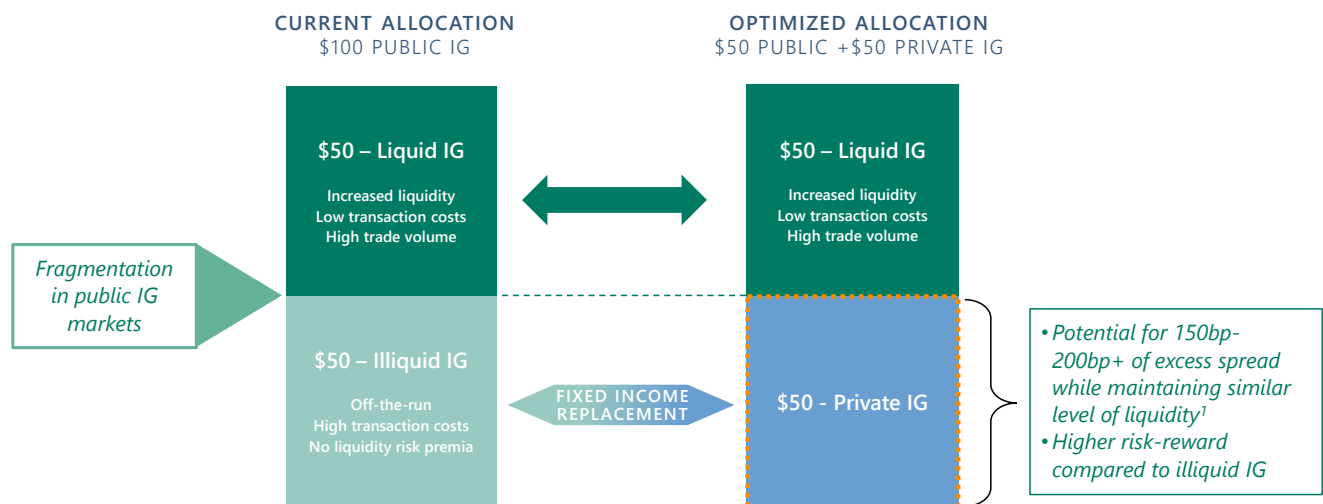 CURRENT ALLOCATION
$100 PUBLIC IG
OPTIMIZED ALLOCATION
$50 PUBLIC +$50 PRIVATE IG
$50 – Liquid IG
Increased liquidity
Low transaction costs
High trade volume
$50 – Liquid IG
Increased liquidity
Low transaction costs
High trade volume
Fragmentation
in public IG
markets
$50 – Illiquid IG
Off-the-run
High transaction costs
No liquidity risk premia
FIXED INCOME
REPLACEMENT
$50 - Private IG
• Potential for 150bp-
200bp+ of excess spread
while maintaining similar
level of liquidity¹
• Higher risk-reward
compared to illiquid IG